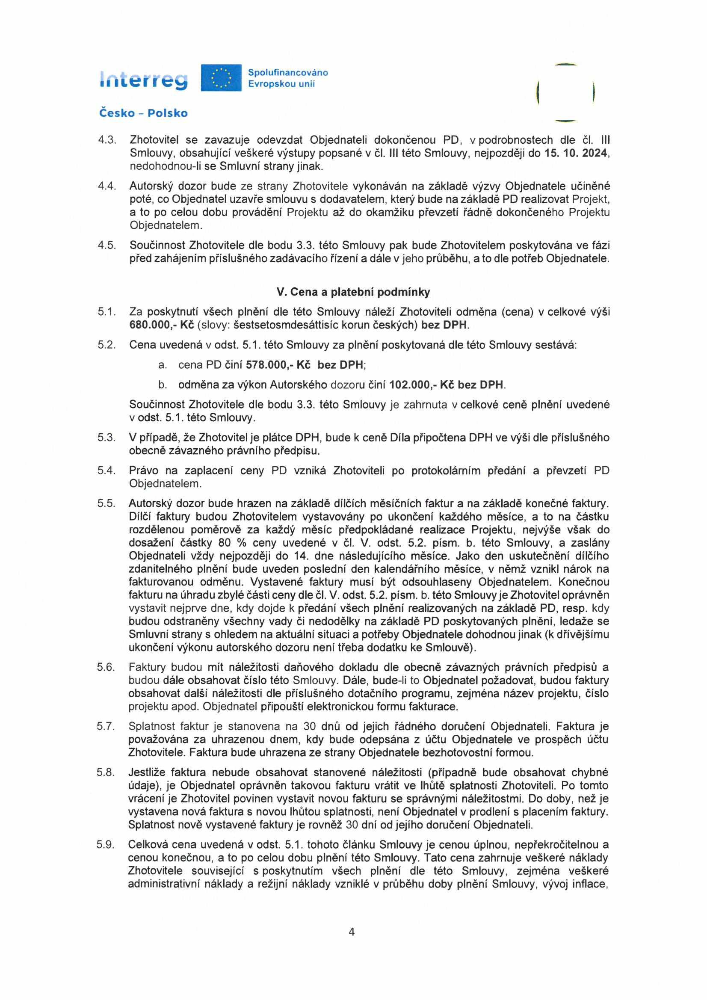 Interreg
Spolufinancováno
Evropskou unií
Česko – Polsko
4.3. Zhotovitel se zavazuje odevzdat Objednateli dokončenou PD, v podrobnostech dle čl. III
Smlouvy, obsahující veškeré výstupy popsané v čl. III této Smlouvy, nejpozději do 15. 10. 2024,
nedohodnou-li se Smluvní strany jinak.
4.4. Autorský dozor bude ze strany Zhotovitele vykonáván na základě výzvy Objednatele učiněné
poté, co Objednatel uzavře smlouvu s dodavatelem, který bude na základě PD realizovat Projekt,
a to po celou dobu provádění Projektu až do okamžiku převzetí řádně dokončeného Projektu
Objednatelem.
4.5. Součinnost Zhotovitele dle bodu 3.3. této Smlouvy pak bude Zhotovitelem poskytována ve fázi
před zahájením příslušného zadávacího řízení a dále v jeho průběhu, a to dle potřeb Objednatele.
V. Cena a platební podmínky
5.1. Za poskytnutí všech plnění dle této Smlouvy náleží Zhotoviteli odměna (cena) v celkové výši
680.000,- Kč (slovy: šestsetosmdesáttisíc korun českých) bez DPH.
5.2. Cena uvedená v odst. 5.1. této Smlouvy za plnění poskytovaná dle této Smlouvy sestává:
a. cena PD činí 578.000,- Kč bez DPH;
b. odměna za výkon Autorského dozoru činí 102.000,- Kč bez DPH.
Součinnost Zhotovitele dle bodu 3.3. této Smlouvy je zahrnuta v celkové ceně plnění uvedené
v odst. 5.1. této Smlouvy.
5.3. V případě, že Zhotovitel je plátce DPH, bude k ceně Díla připočtena DPH ve výši dle příslušného
obecně závazného právního předpisu.
5.4. Právo na zaplacení ceny PD vzniká Zhotoviteli po protokolárním předání a převzetí PD
Objednatelem.
5.5. Autorský dozor bude hrazen na základě dílčích měsíčních faktur a na základě konečné faktury.
Dílčí faktury budou Zhotovitelem vystavovány po ukončení každého měsíce, a to na částku
rozdělenou poměrově za každý měsíc předpokládané realizace Projektu, nejvýše však do
dosažení částky 80 % ceny uvedené v čl. V. odst. 5.2. písm. b. této Smlouvy, a zaslány
Objednateli vždy nejpozději do 14. dne následujícího měsíce. Jako den uskutečnění dílčího
zdanitelného plnění bude uveden poslední den kalendářního měsíce, v němž vznikl nárok na
fakturovanou odměnu. Vystavené faktury musí být odsouhlaseny Objednatelem. Konečnou
fakturu na úhradu zbylé části ceny dle čl. V. odst. 5.2. písm. b. této Smlouvy je Zhotovitel oprávněn
vystavit nejprve dne, kdy dojde k předání všech plnění realizovaných na základě PD, resp. kdy
budou odstraněny všechny vady či nedodělky na základě PD poskytovaných plnění, ledaže se
Smluvní strany s ohledem na aktuální situaci a potřeby Objednatele dohodnou jinak (k dřívějšímu
ukončení výkonu autorského dozoru není třeba dodatku ke Smlouvě).
5.6. Faktury budou mít náležitosti daňového dokladu dle obecně závazných právních předpisů a
budou dále obsahovat číslo této Smlouvy. Dále, bude-li to Objednatel požadovat, budou faktury
obsahovat další náležitosti dle příslušného dotačního programu, zejména název projektu, číslo
projektu apod. Objednatel připouští elektronickou formu fakturace.
5.7. Splatnost faktur je stanovena na 30 dnů od jejich řádného doručení Objednateli. Faktura je
považována za uhrazenou dnem, kdy bude odepsána z účtu Objednatele ve prospěch účtu
Zhotovitele. Faktura bude uhrazena ze strany Objednatele bezhotovostní formou.
5.8. Jestliže faktura nebude obsahovat stanovené náležitosti (případně bude obsahovat chybné
údaje), je Objednatel oprávněn takovou fakturu vrátit ve lhůtě splatnosti Zhotoviteli. Po tomto
vrácení je Zhotovitel povinen vystavit novou fakturu se správnými náležitostmi. Do doby, než je
vystavena nová faktura s novou lhůtou splatnosti, není Objednatel v prodlení s placením faktury.
Splatnost nově vystavené faktury je rovněž 30 dní od jejího doručení Objednateli.
5.9. Celková cena uvedená v odst. 5.1. tohoto článku Smlouvy je cenou úplnou, nepřekročitelnou a
cenou konečnou, a to po celou dobu plnění této Smlouvy. Tato cena zahrnuje veškeré náklady
Zhotovitele související s poskytnutím všech plnění dle této Smlouvy, zejména veškeré
administrativní náklady a režijní náklady vzniklé v průběhu doby plnění Smlouvy, vývoj inflace,
4